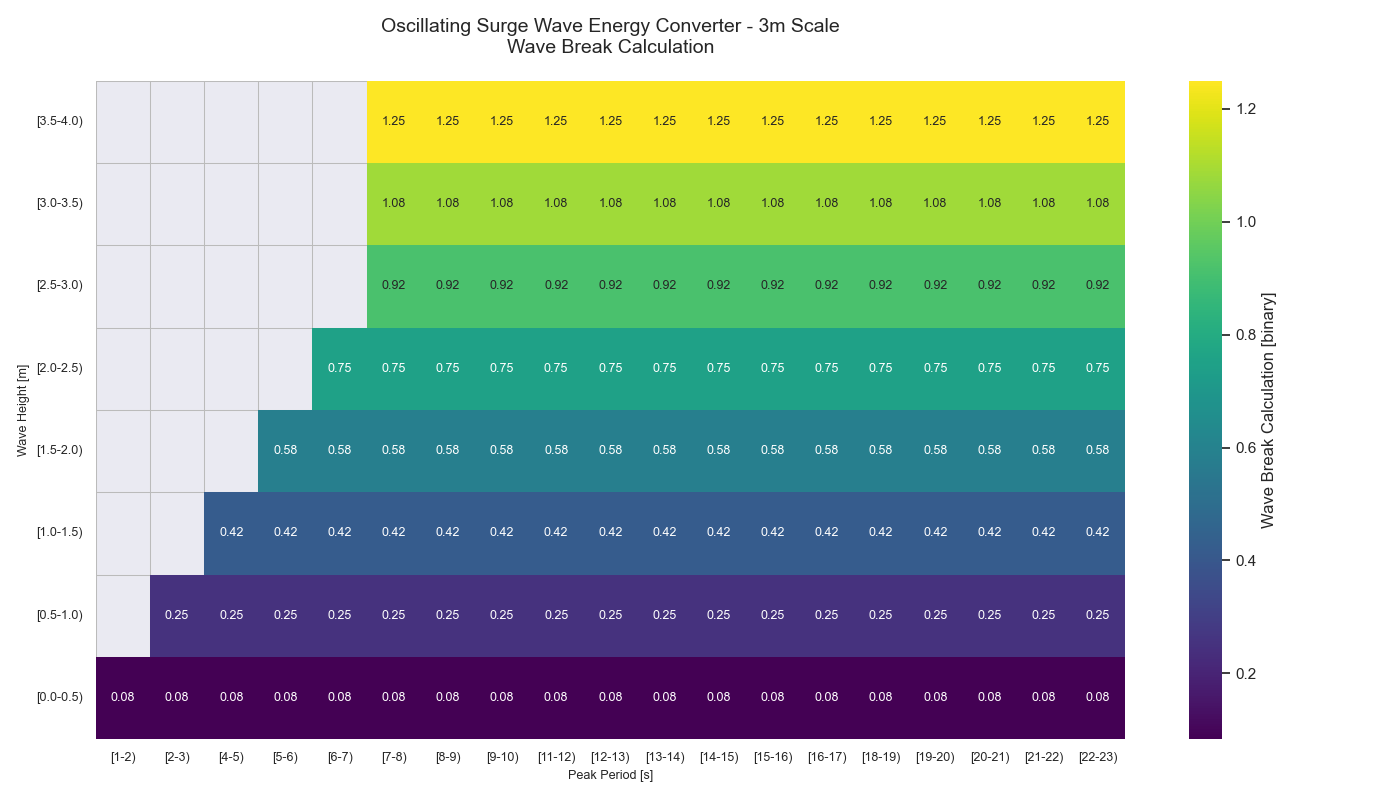 Oscillating Surge Wave Energy Converter - 3m Scale
Wave Break Calculation
[3.5-4.0) 1.25 1.25 1.25 1.25 1.25 1.25 1.25 1.25 1.25 1.25 1.25 1.25 1.25 1.25
[3.0-3.5) 1.08 1.08 1.08 1.08 1.08 1.08 1.08 1.08 1.08 1.08 1.08 1.08 1.08 1.08
[2.5-3.0) 0.92 0.92 0.92 0.92 0.92 0.92 0.92 0.92 0.92 0.92 0.92 0.92 0.92 0.92
[2.0-2.5) 0.75 0.75 0.75 0.75 0.75 0.75 0.75 0.75 0.75 0.75 0.75 0.75 0.75 0.75 0.75
[1.5-2.0) 0.58 0.58 0.58 0.58 0.58 0.58 0.58 0.58 0.58 0.58 0.58 0.58 0.58 0.58 0.58 0.58
[1.0-1.5) 0.42 0.42 0.42 0.42 0.42 0.42 0.42 0.42 0.42 0.42 0.42 0.42 0.42 0.42 0.42 0.42 0.42
[0.5-1.0) 0.25 0.25 0.25 0.25 0.25 0.25 0.25 0.25 0.25 0.25 0.25 0.25 0.25 0.25 0.25 0.25 0.25 0.25
[0.0-0.5) 0.08 0.08 0.08 0.08 0.08 0.08 0.08 0.08 0.08 0.08 0.08 0.08 0.08 0.08 0.08 0.08 0.08 0.08 0.08
[1-2) [2-3) [4-5) [5-6) [6-7) [7-8) [8-9) [9-10) [11-12) [12-13) [13-14) [14-15) [15-16) [16-17) [18-19) [19-20) [20-21) [21-22) [22-23)
Peak Period [s]
Wave Height [m]
1.2
1.0
0.8
0.6
0.4
0.2
Wave Break Calculation [binary]